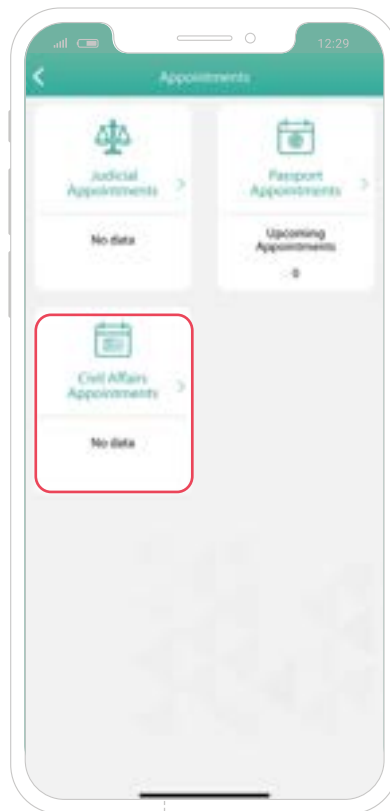 12:29
Appointments
Judicial
Appointments
No data
Passport
Appointments
Upcoming
Appointments
0
Civil Affairs
Appointments
No data